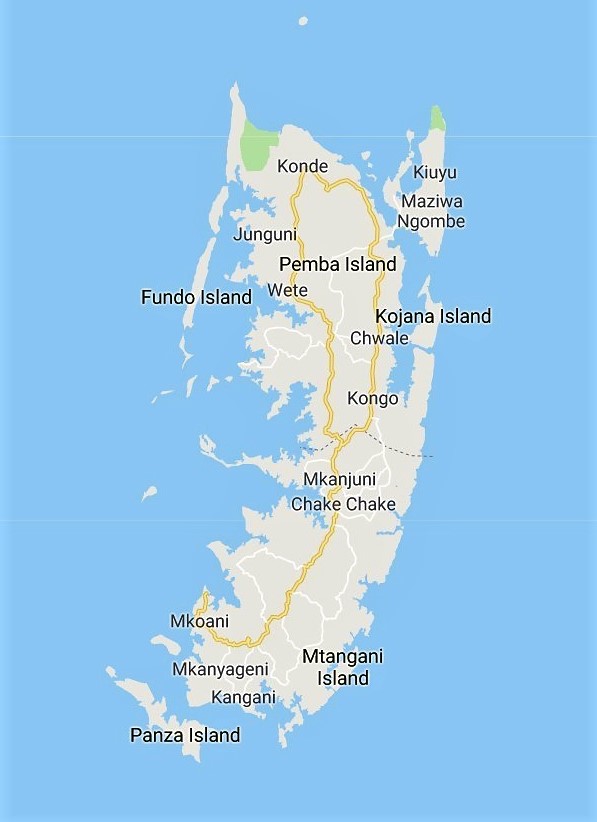 Konde
Kiuyu
Maziwa
Ngombe
Junguni
Pemba Island
Wete
Fundo Island
Kojana Island
Chwale
Kongo
Mkanjuni
Chake Chake
Mkoani
Mtangani
Island
Mkanyageni
Kangani
Panza Island